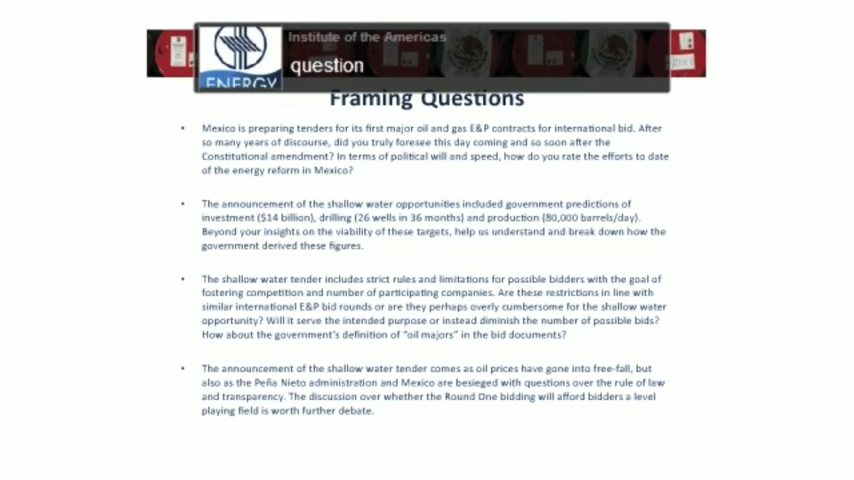 Institute of the Americas
question
ENERGY
Framing Questions
• Mexico is preparing tenders for its first major oil and gas E&P contracts for international bid. After
so many years of discourse, did you truly foresee this day coming and so soon after the
Constitutional amendment? In terms of political will and speed, how do you rate the efforts to date
of the energy reform in Mexico?
• The announcement of the shallow water opportunities included government predictions of
investment ($14 billion), drilling (26 wells in 36 months) and production (80,000 barrels/day).
Beyond your insights on the viability of these targets, help us understand and break down how the
government derived these figures.
• The shallow water tender includes strict rules and limitations for possible bidders with the goal of
fostering competition and number of participating companies. Are these restrictions in line with
similar international E&P bid rounds or are they perhaps overly cumbersome for the shallow water
opportunity? Will it serve the intended purpose or instead diminish the number of possible bids?
How about the government's definition of "oil majors" in the bid documents?
• The announcement of the shallow water tender comes as oil prices have gone into free-fall, but
also as the Peña Nieto administration and Mexico are besieged with questions over the rule of law
and transparency. The discussion over whether the Round One bidding will afford bidders a level
playing field is worth further debate.